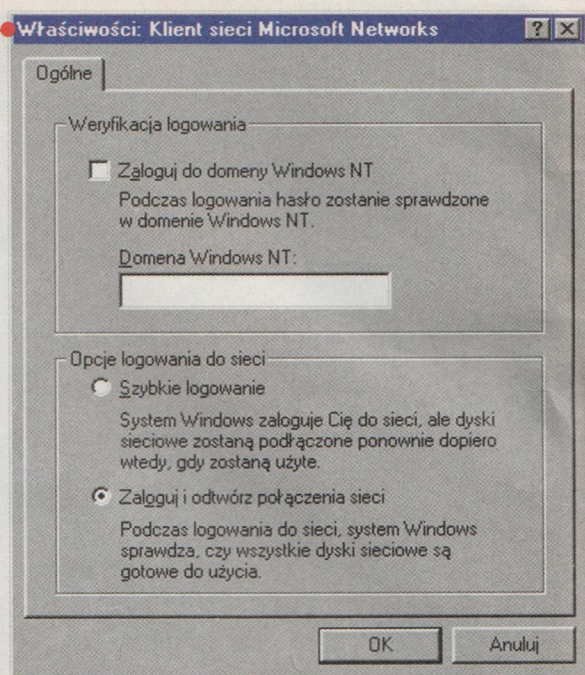 Właściwości: Klient sieci Microsoft Networks
Ogólne
Weryfikacja logowania
Zaloguj do domeny Windows NT
Podczas logowania hasło zostanie sprawdzone
w domenie Windows NT.
Domena Windows NT:
Opcje logowania do sieci
Szybkie logowanie
System Windows zaloguje Cię do sieci, ale dyski
sieciowe zostaną podłączone ponownie dopiero
wtedy, gdy zostaną użyte.
Zaloguj i odtwórz połączenia sieci
Podczas logowania do sieci, system Windows
sprawdza, czy wszystkie dyski sieciowe są
gotowe do użycia.
OK Anuluj